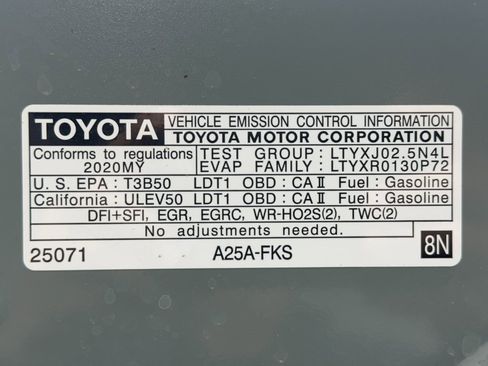 TOYOTA VEHICLE EMISSION CONTROL INFORMATION
TOYOTA MOTOR CORPORATION
Conforms to regulations TEST GROUP : LTYXJ02.5N4L
2020MY EVAP FAMILY : LTYXR0130P72
U. S. EPA : T3B50 LDT1 OBD : CA II Fuel : Gasoline
California : ULEV50 LDT1 OBD : CA II Fuel : Gasoline
DFI+SFI, EGR, EGRC, WR-HO2S(2), TWC(2)
No adjustments needed.
25071 A25A-FKS 8N